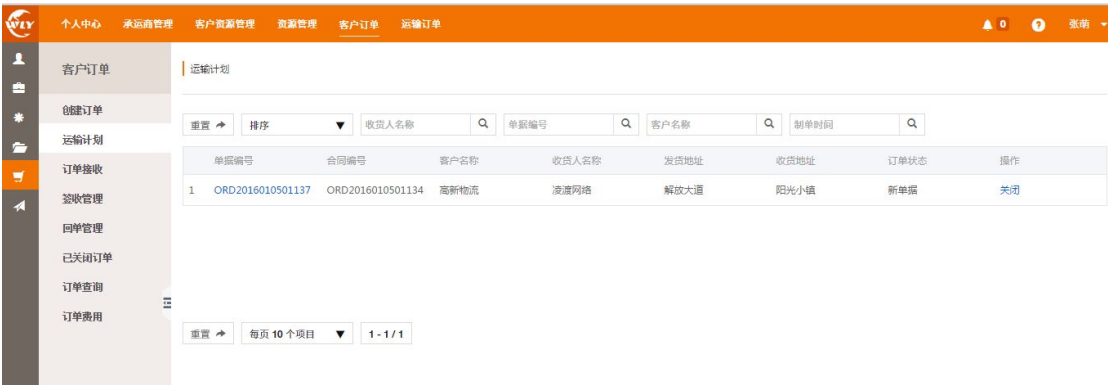 WLY 个人中心 承运商管理 客户资源管理 资源管理 客户订单 运输订单 0 ? 张萌
客户订单
创建订单
运输计划
订单接收
签收管理
回单管理
已关闭订单
订单查询
订单费用
运输计划
重置 排序 收货人名称 单据编号 客户名称 制单时间
单据编号 合同编号 客户名称 收货人名称 发货地址 收货地址 订单状态 操作
1 ORD2016010501137 ORD2016010501134 高新物流 凌渡网络 解放大道 阳光小镇 新单据 关闭
重置 每页 10 个项目 1 - 1 / 1